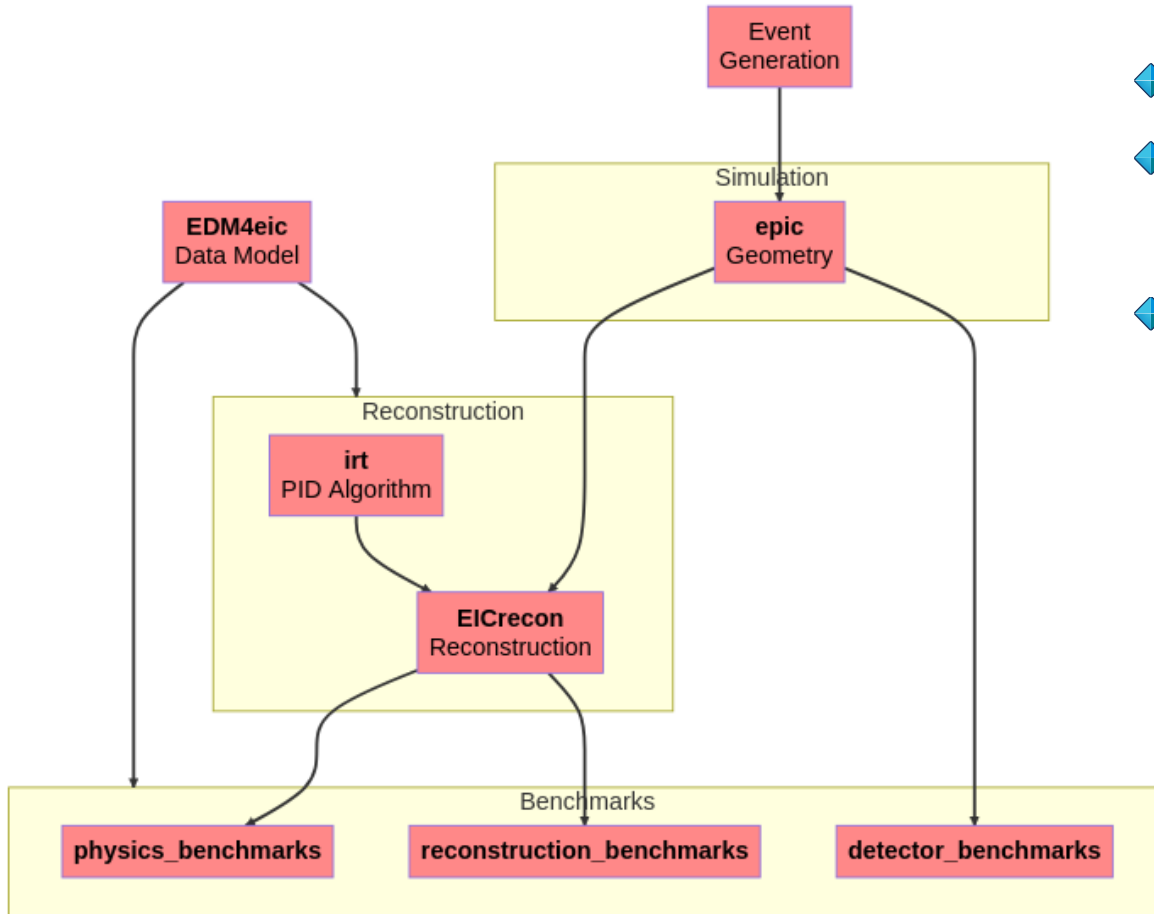 Event
Generation
Simulation
EDM4eic
Data Model
epic
Geometry
Reconstruction
irt
PID Algorithm
EICrecon
Reconstruction
Benchmarks
physics_benchmarks
reconstruction_benchmarks
detector_benchmarks